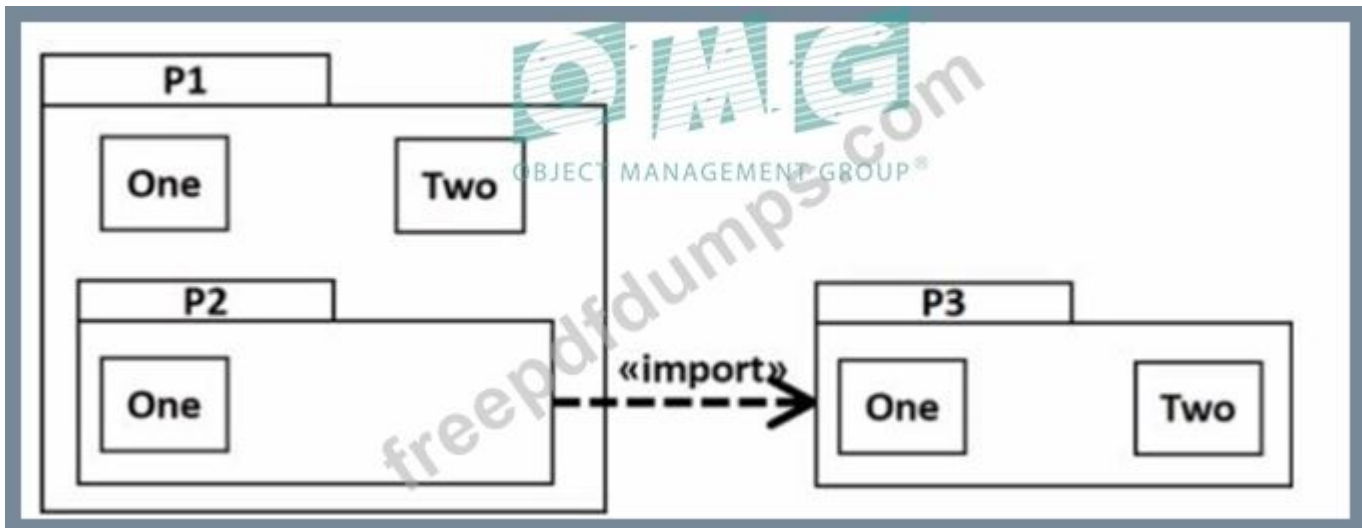 P1
OMG
OBJECT MANAGEMENT GROUP®
One
Two
P2
One
«import»
P3
One
Two
freepdfdumps.com